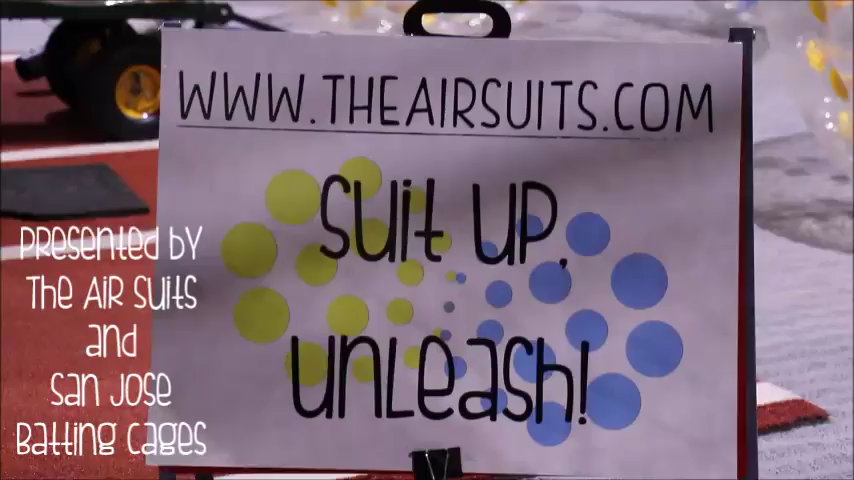 WWW.THEAIRSUITS.COM
Suit UP,
UNLEASH!
PRESENTED BY
THE AIR SUITS
and
SAN JOSE
BATTING CAGES